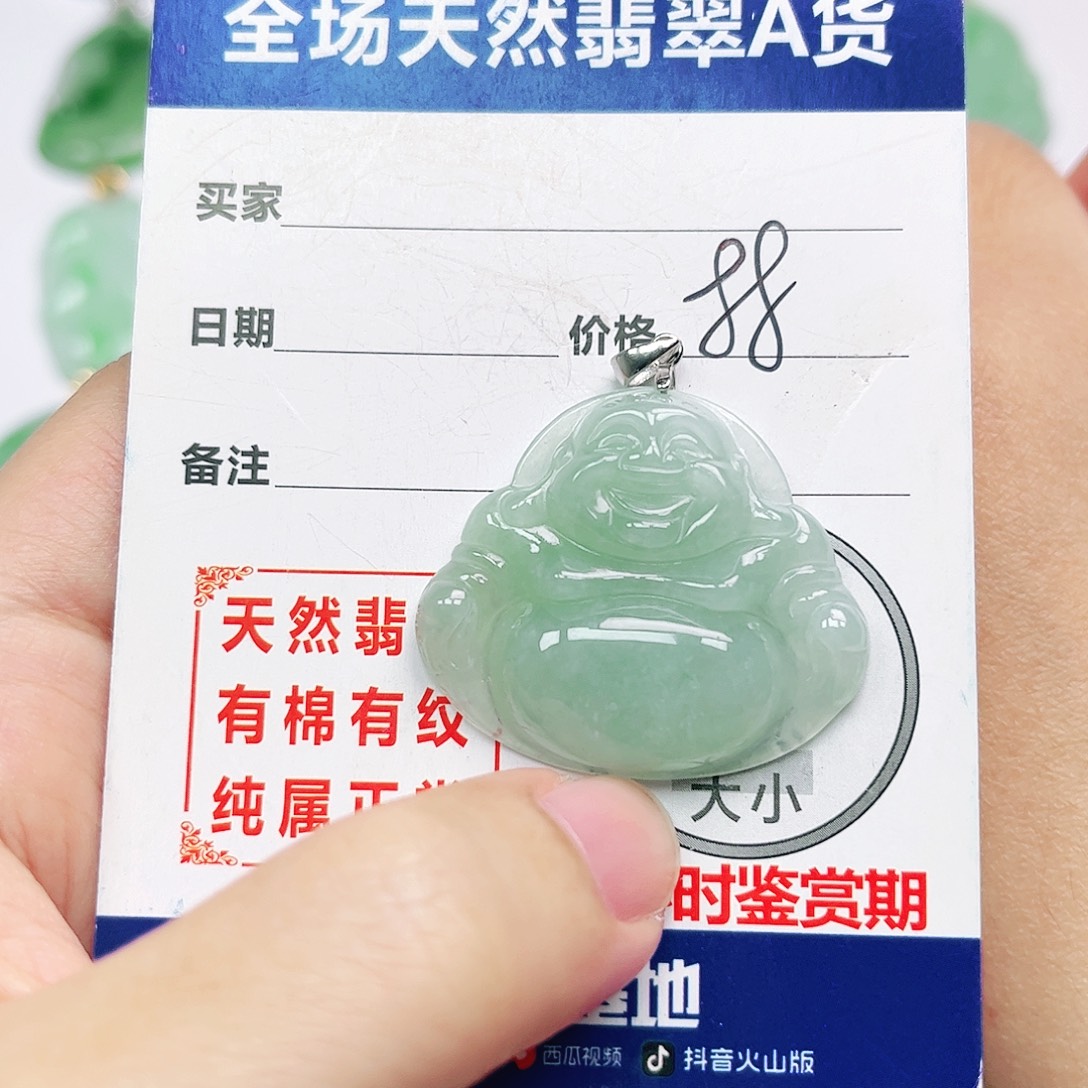 全场天然翡翠A货
买家
日期 价格 88
备注
天然翡
有棉有纹
纯属正常
时鉴赏期
基地
西瓜视频 抖音火山版